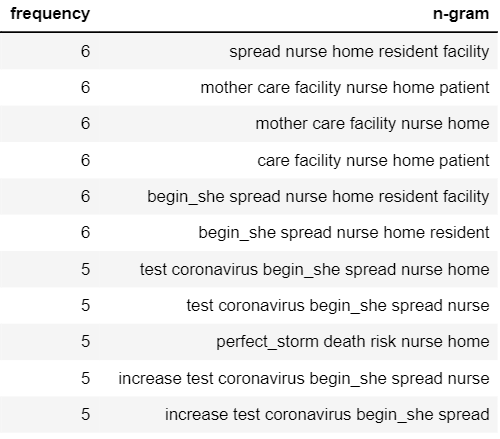 frequency n-gram
6 spread nurse home resident facility
6 mother care facility nurse home patient
6 mother care facility nurse home
6 care facility nurse home patient
6 begin_she spread nurse home resident facility
6 begin_she spread nurse home resident
5 test coronavirus begin_she spread nurse home
5 test coronavirus begin_she spread nurse
5 perfect_storm death risk nurse home
5 increase test coronavirus begin_she spread nurse
5 increase test coronavirus begin_she spread